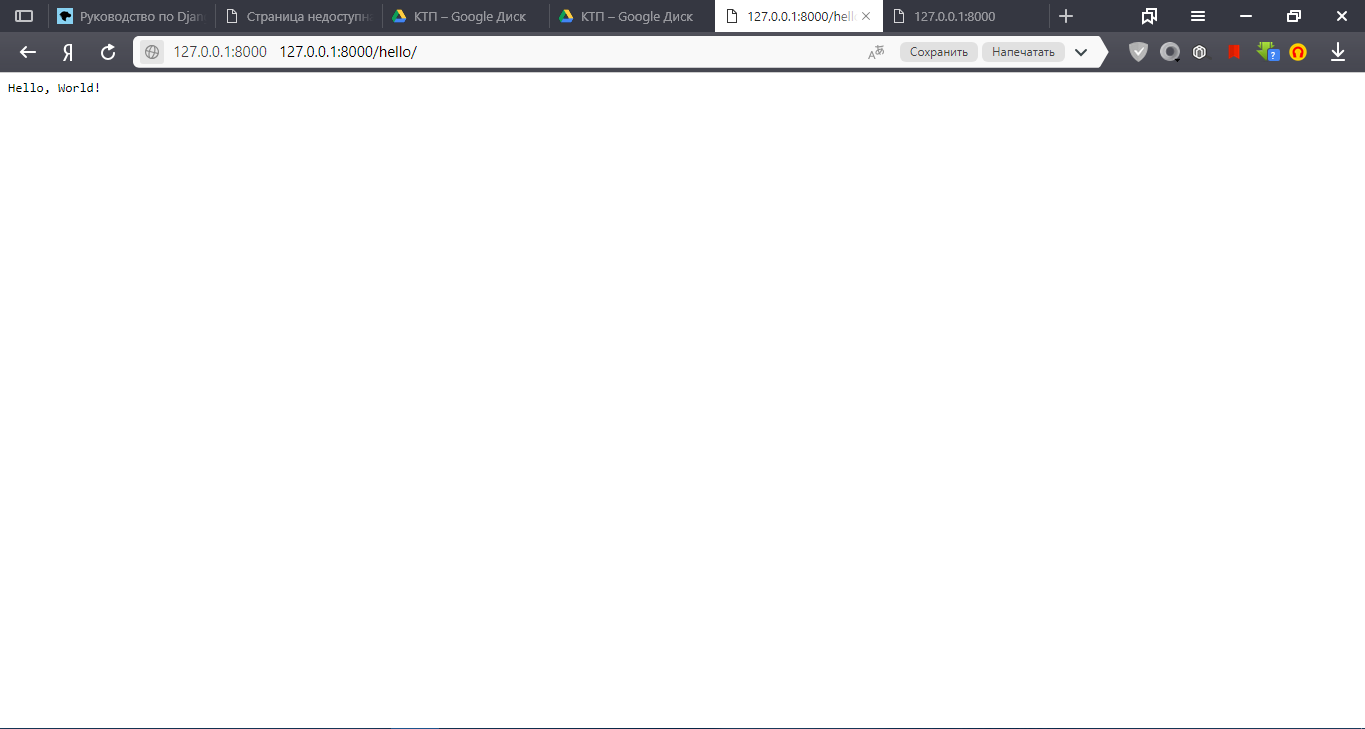 Руководство по Djan Страница недоступна КТП – Google Диск КТП – Google Диск 127.0.0.1:8000/hell 127.0.0.1:8000
Я 127.0.0.1:8000 127.0.0.1:8000/hello/ Сохранить Напечатать
Hello, World!